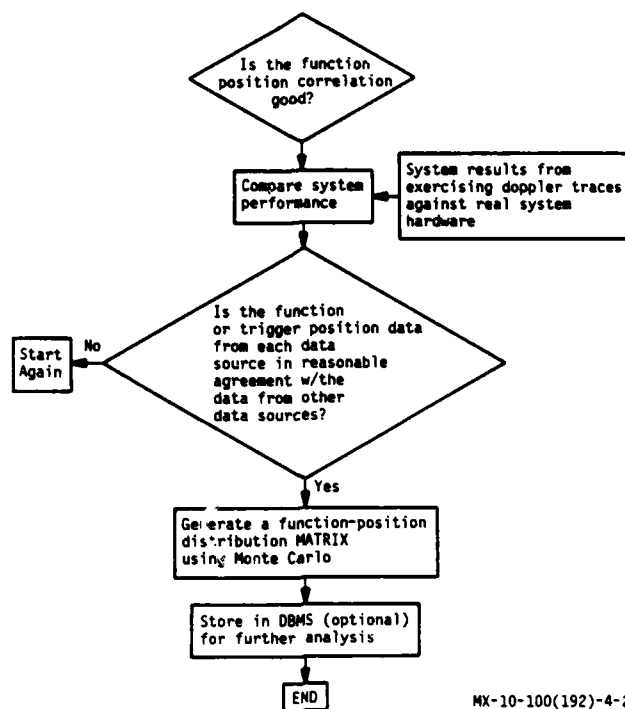 Is the function
position correlation
good?
Compare system
performance
System results from
exercising doppler traces
against real system
hardware
Is the function
or trigger position data
from each data
source in reasonable
agreement w/the
data from other
data sources?
No
Start
Again
Yes
Generate a function-position
distribution MATRIX
using Monte Carlo
Store in DBMS (optional)
for further analysis
END